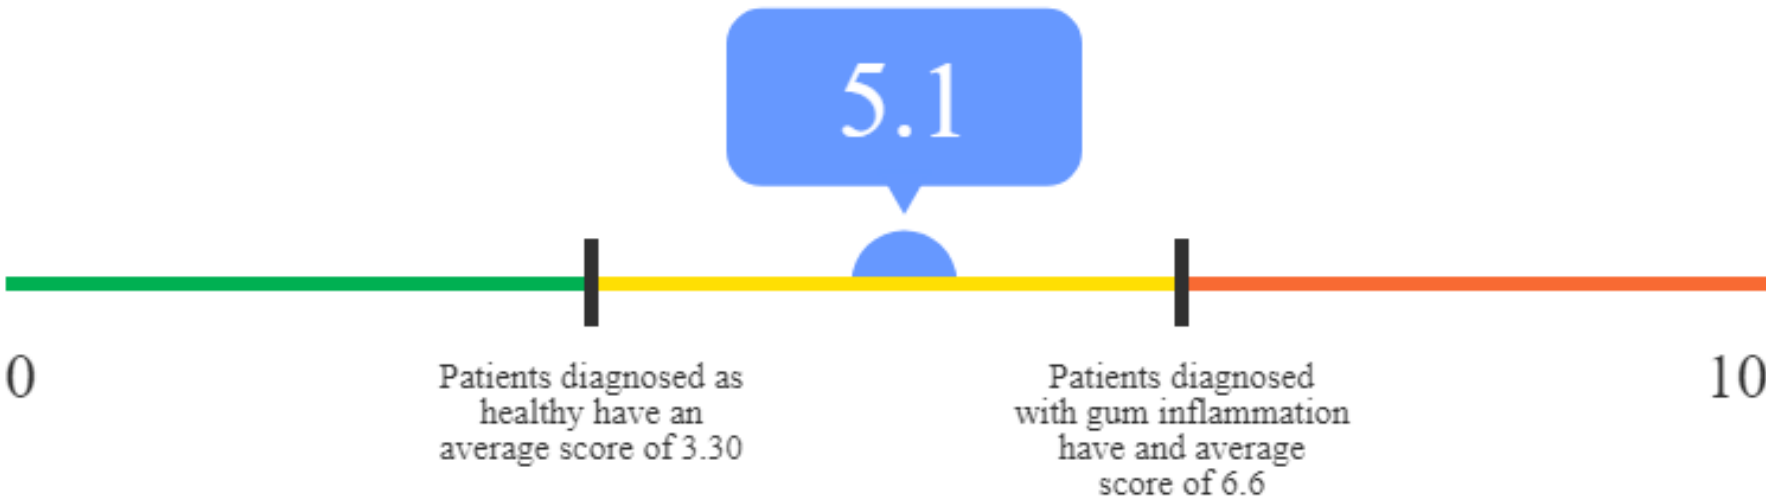 5.1
0
Patients diagnosed as
healthy have an
average score of 3.30
Patients diagnosed
with gum inflammation
have and average
score of 6.6
10